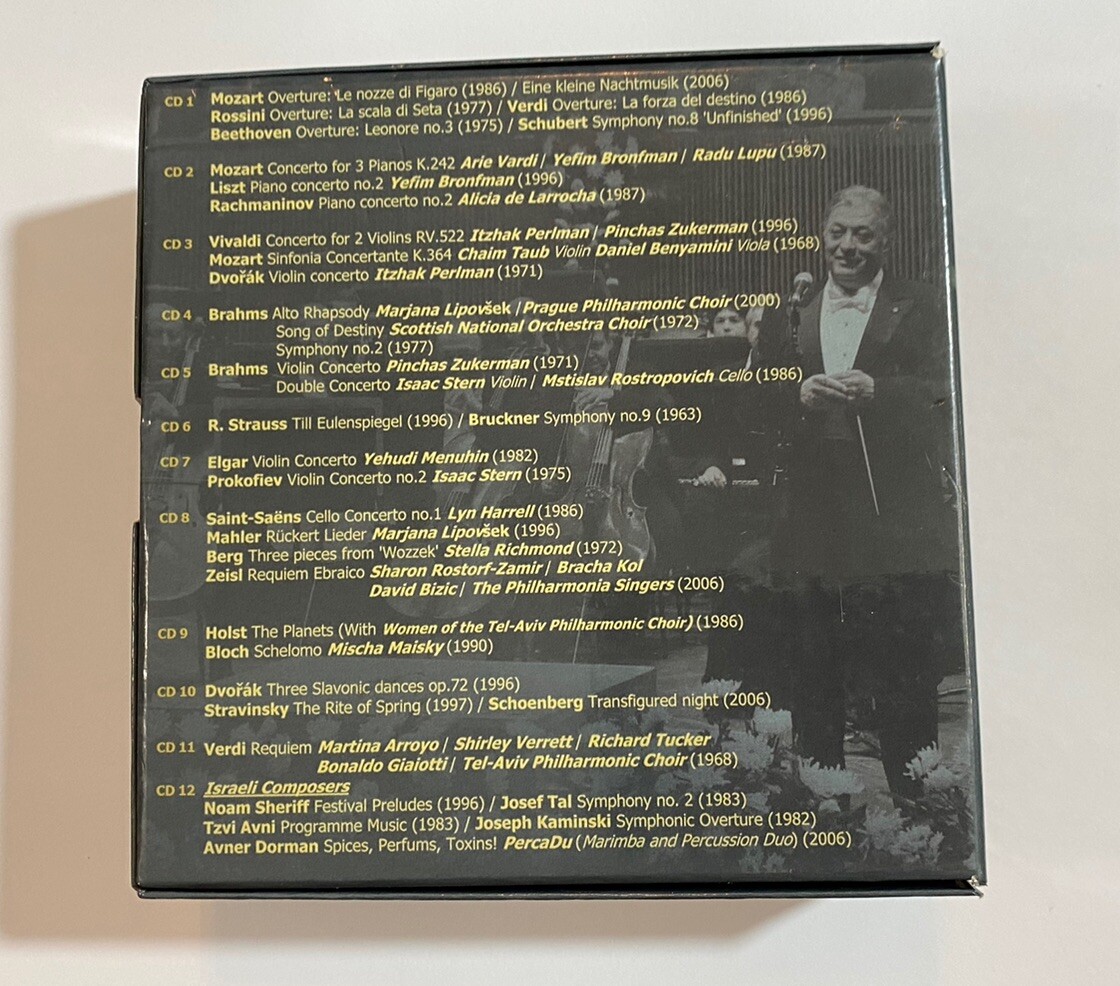 CD 1 Mozart Overture: Le nozze di Figaro (1986) / Eine kleine Nachtmusik (2006)
Rossini Overture: La scala di Seta (1977) / Verdi Overture: La forza del destino (1986)
Beethoven Overture: Leonore no.3 (1975) / Schubert Symphony no.8 'Unfinished' (1996)
CD 2 Mozart Concerto for 3 Pianos K.242 Arie Vardi / Yefim Bronfman / Radu Lupu (1987)
Liszt Piano concerto no.2 Yefim Bronfman (1996)
Rachmaninov Piano concerto no.2 Alicia de Larrocha (1987)
CD 3 Vivaldi Concerto for 2 Violins RV.522 Itzhak Perlman / Pinchas Zukerman (1996)
Mozart Sinfonia Concertante K.364 Chaim Taub Violin Daniel Benyamini Viola (1968)
Dvořák Violin concerto Itzhak Perlman (1971)
CD 4 Brahms Alto Rhapsody Marjana Lipovšek / Prague Philharmonic Choir (2000)
Song of Destiny Scottish National Orchestra Choir (1972)
Symphony no.2 (1977)
CD 5 Brahms Violin Concerto Pinchas Zukerman (1971)
Double Concerto Isaac Stern Violin / Mstislav Rostropovich Cello (1986)
CD 6 R. Strauss Till Eulenspiegel (1996) / Bruckner Symphony no.9 (1963)
CD 7 Elgar Violin Concerto Yehudi Menuhin (1982)
Prokofiev Violin Concerto no.2 Isaac Stern (1975)
CD 8 Saint-Saëns Cello Concerto no.1 Lyn Harrell (1986)
Mahler Rückert Lieder Marjana Lipovšek (1996)
Berg Three pieces from 'Wozzek' Stella Richmond (1972)
Zeisl Requiem Ebraico Sharon Rostorf-Zamir / Bracha Kol
David Bizic / The Philharmonia Singers (2006)
CD 9 Holst The Planets (With Women of the Tel-Aviv Philharmonic Choir) (1986)
Bloch Schelomo Mischa Maisky (1990)
CD 10 Dvořák Three Slavonic dances op.72 (1996)
Stravinsky The Rite of Spring (1997) / Schoenberg Transfigured night (2006)
CD 11 Verdi Requiem Martina Arroyo / Shirley Verrett / Richard Tucker
Bonaldo Giaiotti / Tel-Aviv Philharmonic Choir (1968)
CD 12 Israeli Composers
Noam Sheriff Festival Preludes (1996) / Josef Tal Symphony no. 2 (1983)
Tzvi Avni Programme Music (1983) / Joseph Kaminski Symphonic Overture (1982)
Avner Dorman Spices, Perfums, Toxins! PercaDu (Marimba and Percussion Duo) (2006)